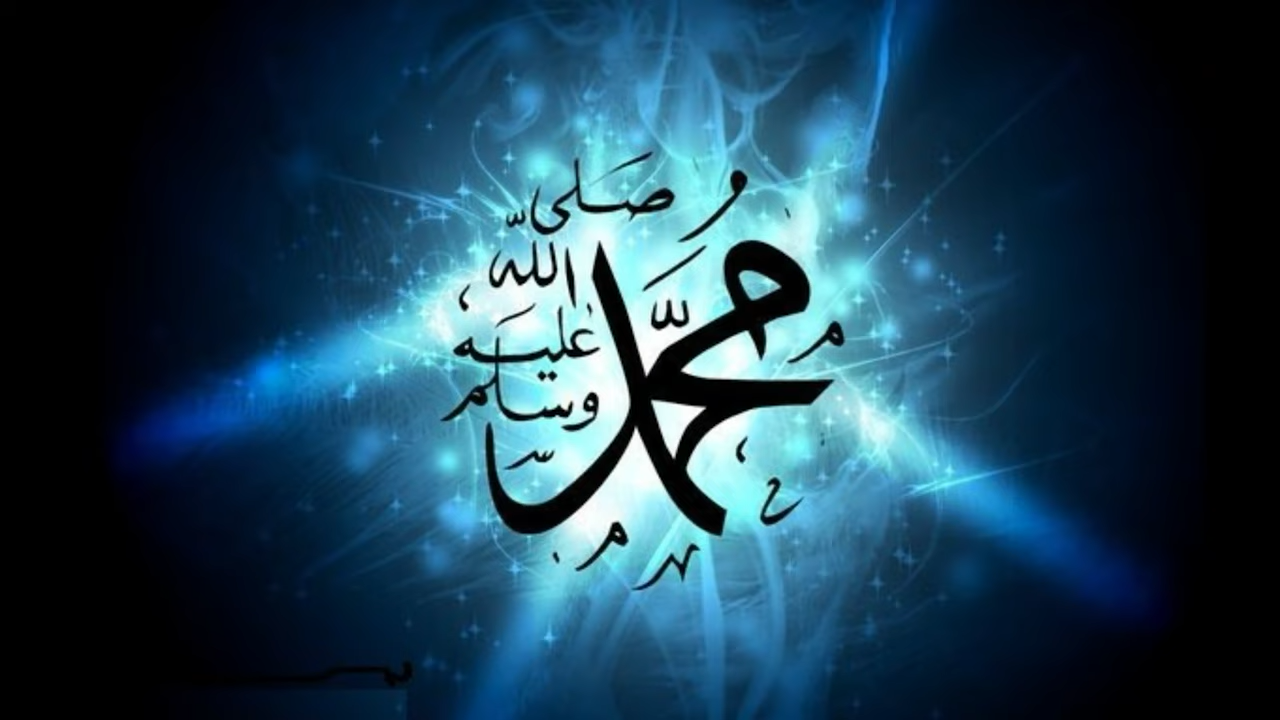 محمد
صلى
الله
عليه
وسلم